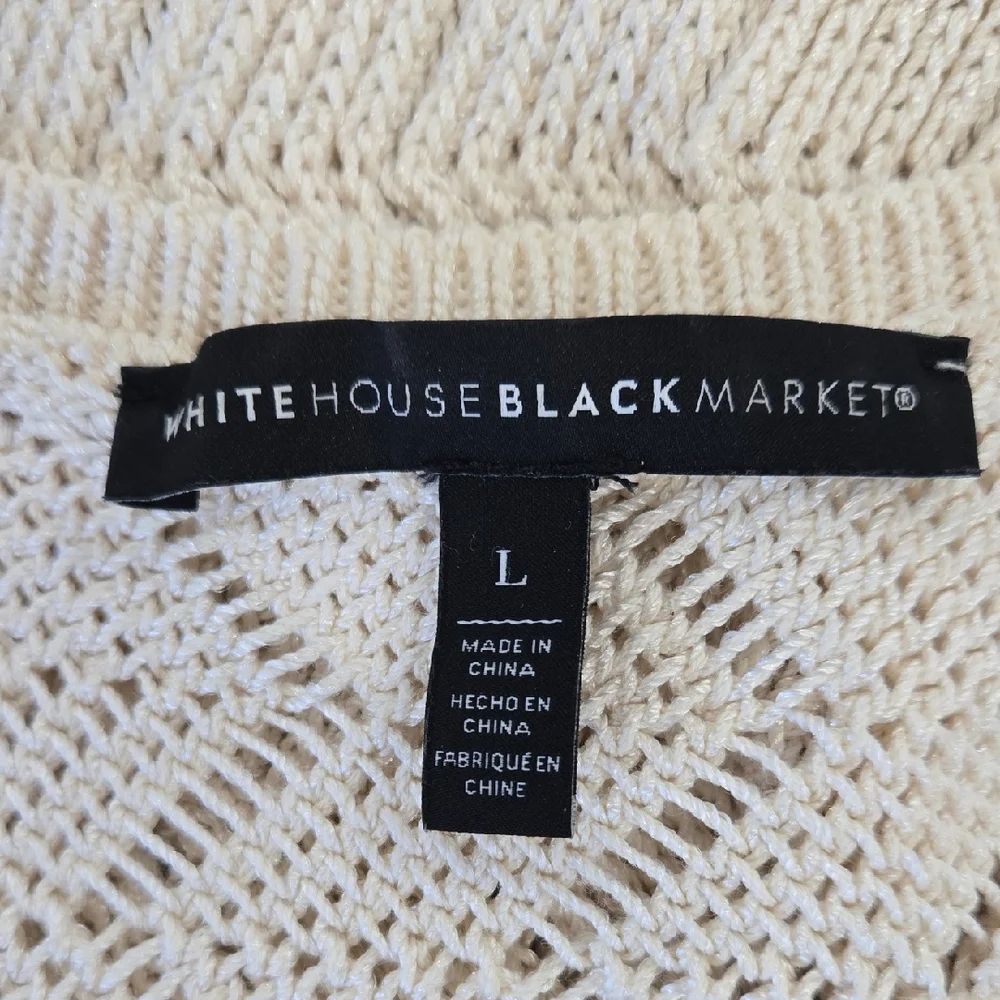 WHITE HOUSE BLACK MARKET®
L
MADE IN
CHINA
HECHO EN
CHINA
FABRIQUÉ EN
CHINE